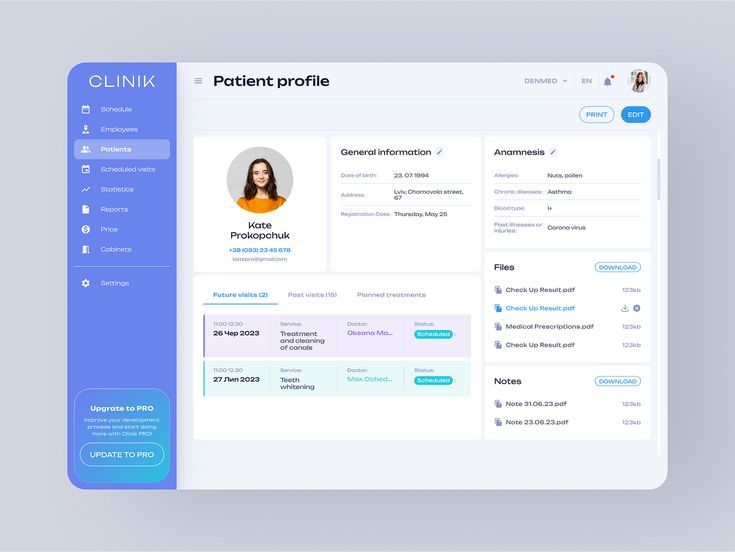 CLINIK
Patient profile
DENMED
EN
Schedule
Employees
Patients
Scheduled visits
Statistics
Reports
Price
Cabinets
Settings
Upgrate to PRO
Improve your development
process and start doing
more with Clinik PRO!
UPDATE TO PRO
PRINT
EDIT
Kate
Prokopchuk
+38 (093) 23 45 678
katepro@gmail.com
General information
Date of birth:
23. 07. 1994
Address:
Lviv, Chornovola street,
67
Registration Date:
Thursday, May 25
Anamnesis
Allergies:
Nuts, pollen
Chronic diseases:
Asthma
Blood type:
I+
Past illnesses or
injuries:
Corona virus
Future visits (2)
Past visits (15)
Planned treatments
11.00-12.30
26 Чер 2023
Service:
Treatment
and cleaning
of canals
Doctor:
Oksana Ma...
Status:
Scheduled
11.00-12.30
27 Лип 2023
Service:
Teeth
whitening
Doctor:
Max Oched...
Status:
Scheduled
Files
DOWNLOAD
Check Up Result.pdf
123kb
Check Up Result.pdf
Medical Prescriptions.pdf
123kb
Check Up Result.pdf
123kb
Notes
DOWNLOAD
Note 31.06.23.pdf
123kb
Note 23.06.23.pdf
123kb